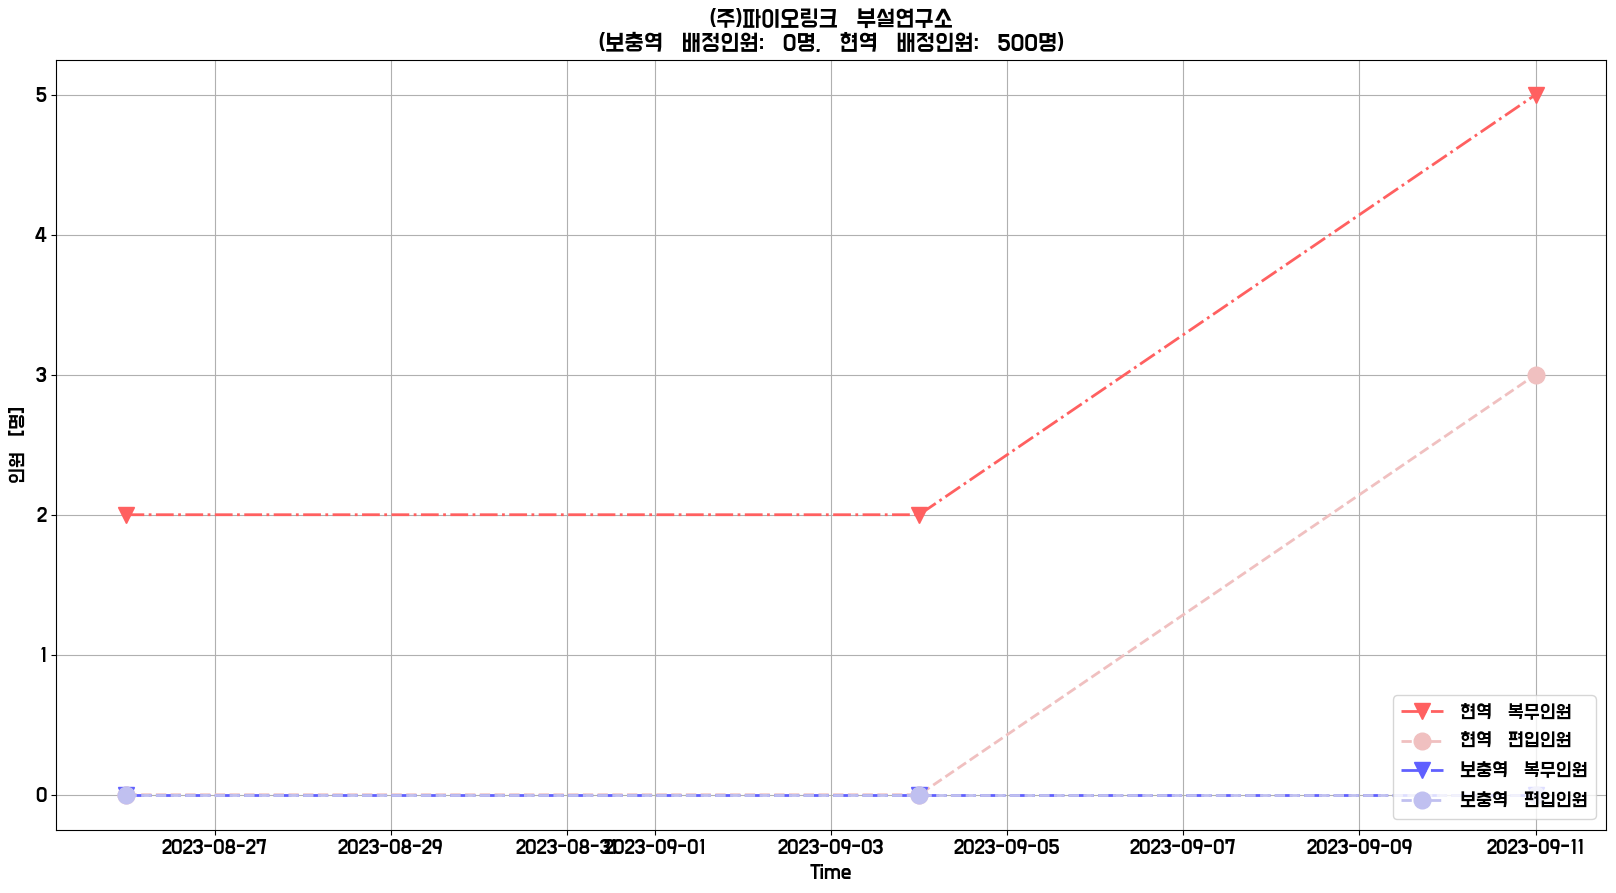 (주)파이오링크 부설연구소
(보충역 배정인원: 0명, 현역 배정인원: 500명)
인원 [명]
5
4
3
2
1
0
현역 복무인원
현역 편입인원
보충역 복무인원
보충역 편입인원
2023-08-27 2023-08-29 2023-08-31 2023-09-01 2023-09-03 2023-09-05 2023-09-07 2023-09-09 2023-09-11
Time